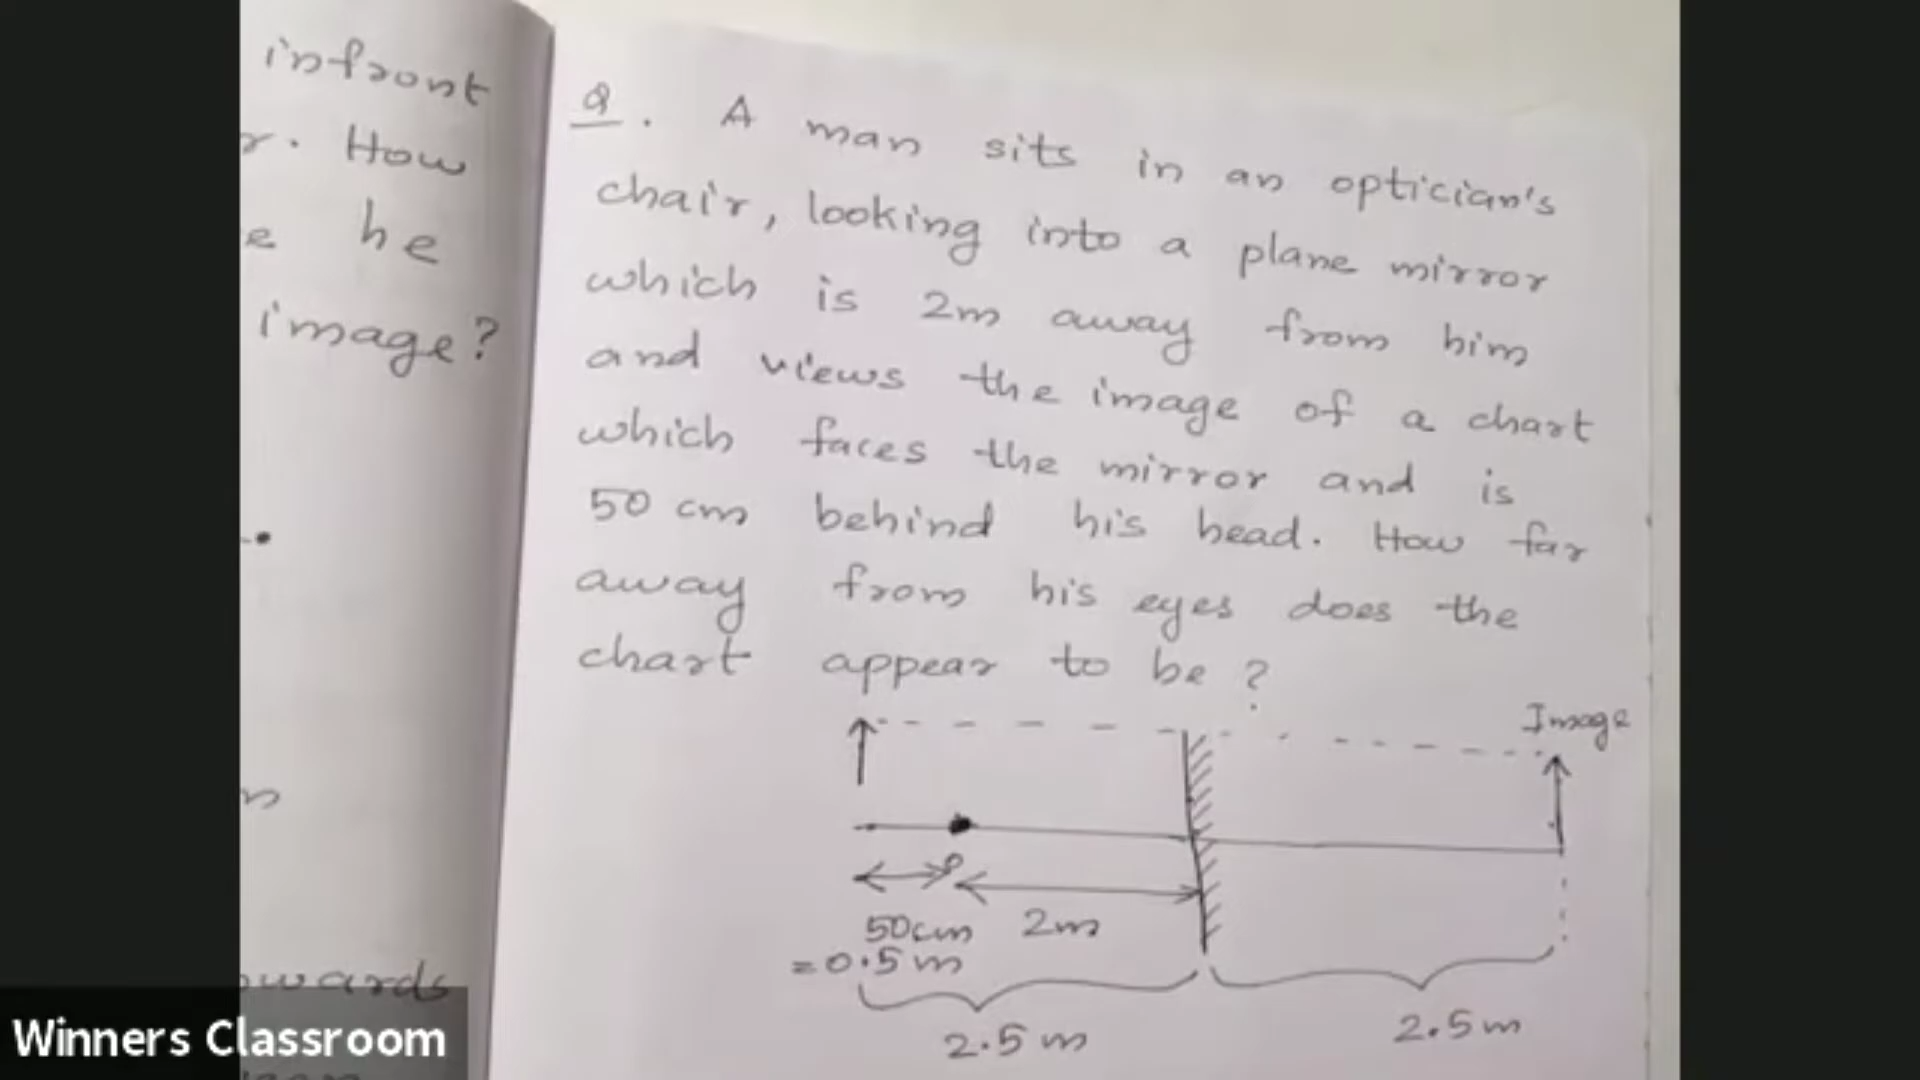 infront
r. How
e he
image?
owards
Q. A man sits in an optician's
chair, looking into a plane mirror
which is 2m away from him
and views the image of a chart
which faces the mirror and is
50 cm behind his head. How far
away from his eyes does the
chart appear to be?
Image
50cm 2m
=0.5m
2.5m 2.5m
Winners Classroom